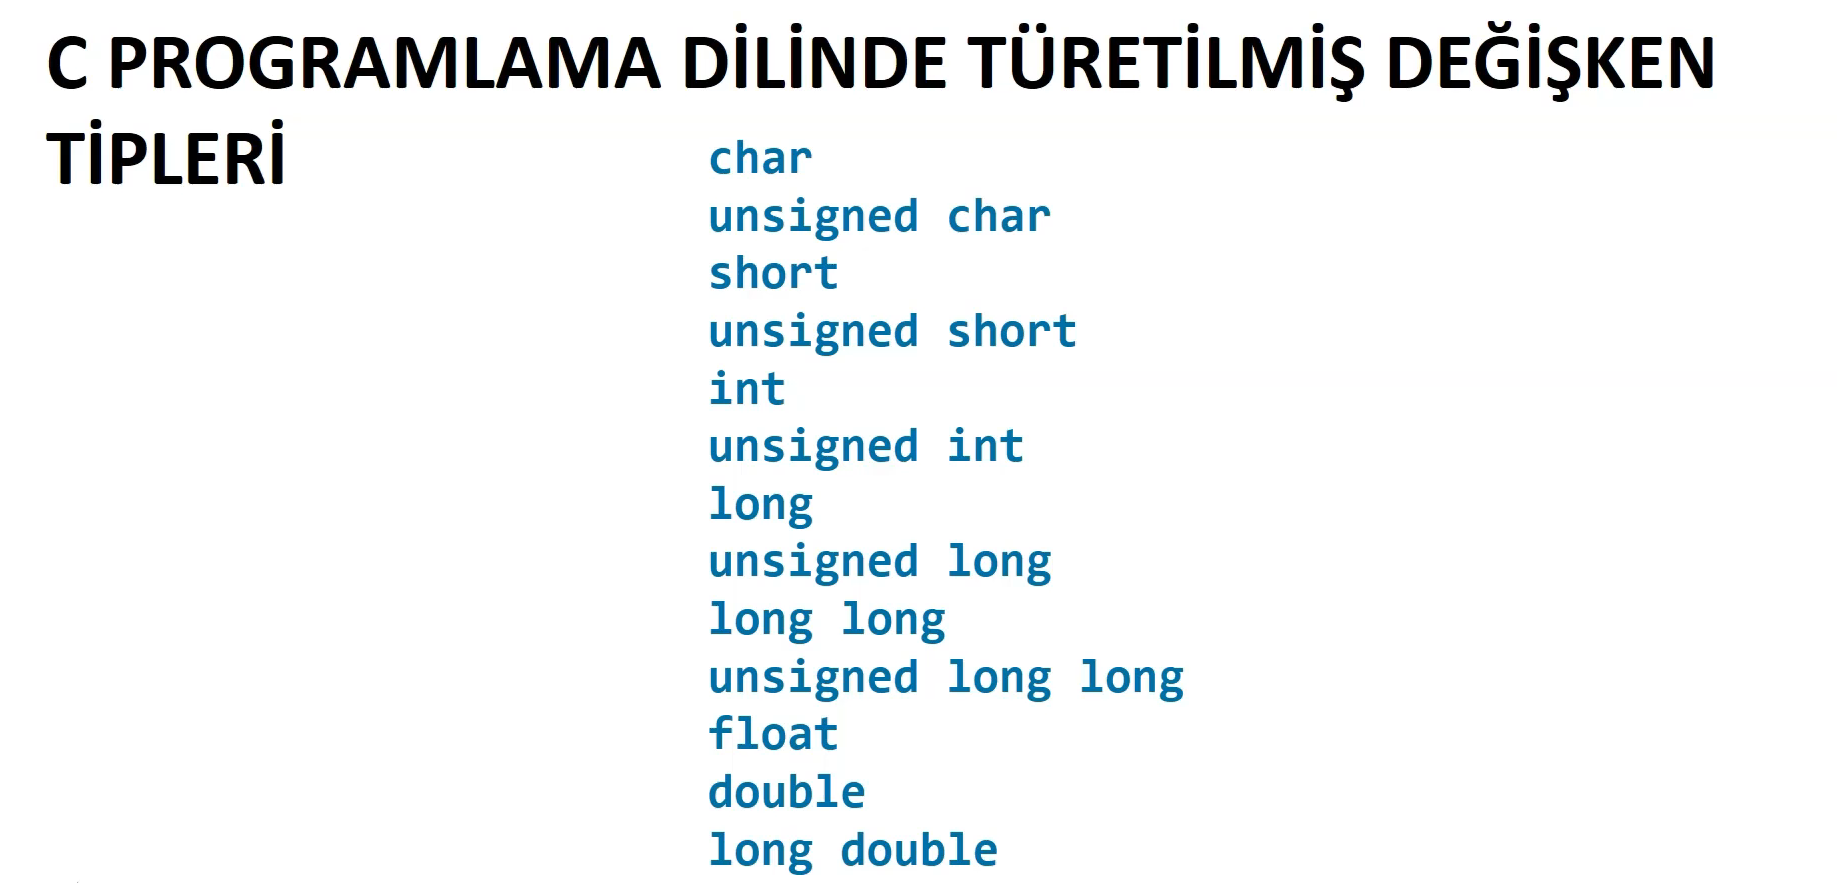 C PROGRAMLAMA DİLİNDE TÜRETİLMİŞ DEĞİŞKEN
TİPLERİ
char
unsigned char
short
unsigned short
int
unsigned int
long
unsigned long
long long
unsigned long long
float
double
long double